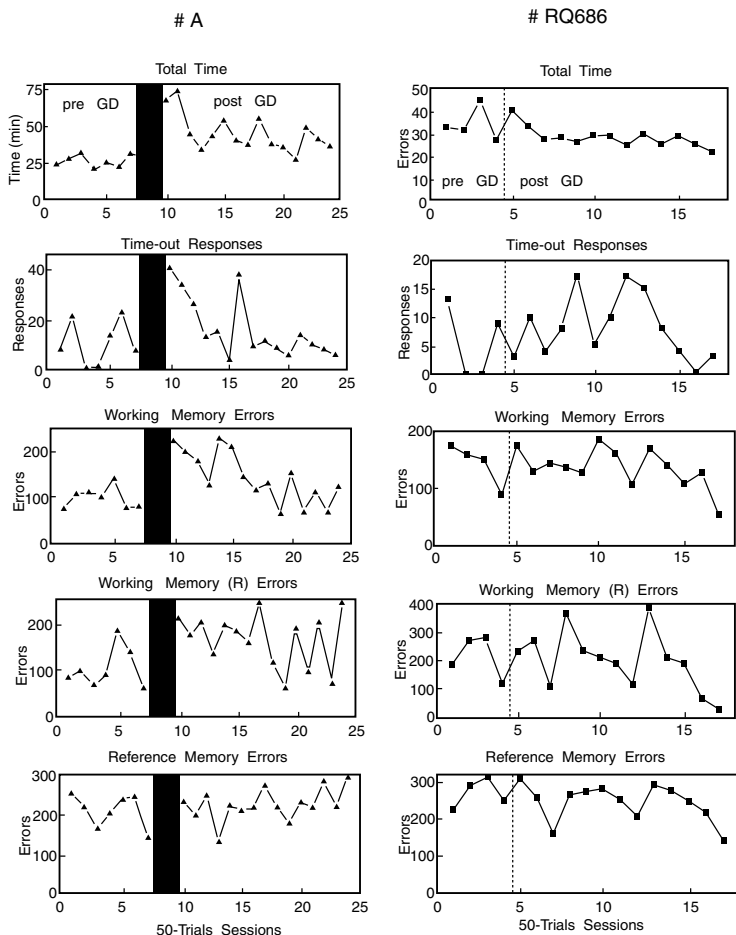 # A
# RQ686
Total Time
75
50
25
0
Time (min)
pre GD
post GD
0 5 10 15 20 25
Total Time
50
40
30
20
10
0
Errors
pre GD
post GD
0 5 10 15
Time-out Responses
40
20
0
Responses
0 5 10 15 20 25
Time-out Responses
20
15
10
5
0
Responses
0 5 10 15
Working Memory Errors
200
100
0
Errors
0 5 10 15 20 25
Working Memory Errors
200
100
0
Errors
0 5 10 15
Working Memory (R) Errors
200
100
0
Errors
0 5 10 15 20 25
Working Memory (R) Errors
400
300
200
100
0
Errors
0 5 10 15
Reference Memory Errors
300
200
100
0
Errors
0 5 10 15 20 25
50-Trials Sessions
Reference Memory Errors
300
200
100
0
Errors
0 5 10 15
50-Trials Sessions